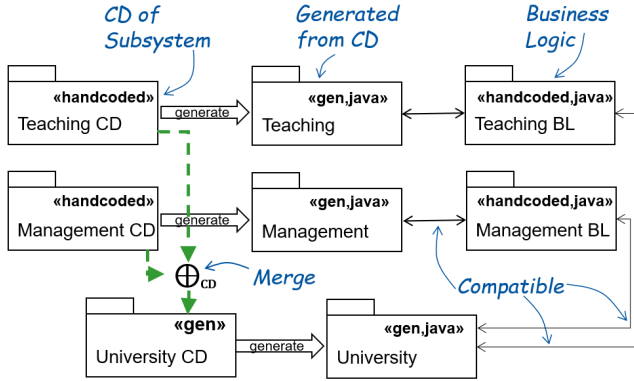 CD of
Subsystem
Generated
from CD
Business
Logic
«handcoded»
Teaching CD
generate
«gen,java»
Teaching
«handcoded,java»
Teaching BL
«handcoded»
Management CD
generate
«gen,java»
Management
«handcoded,java»
Management BL
CD
Merge
Compatible
«gen»
University CD
generate
«gen,java»
University